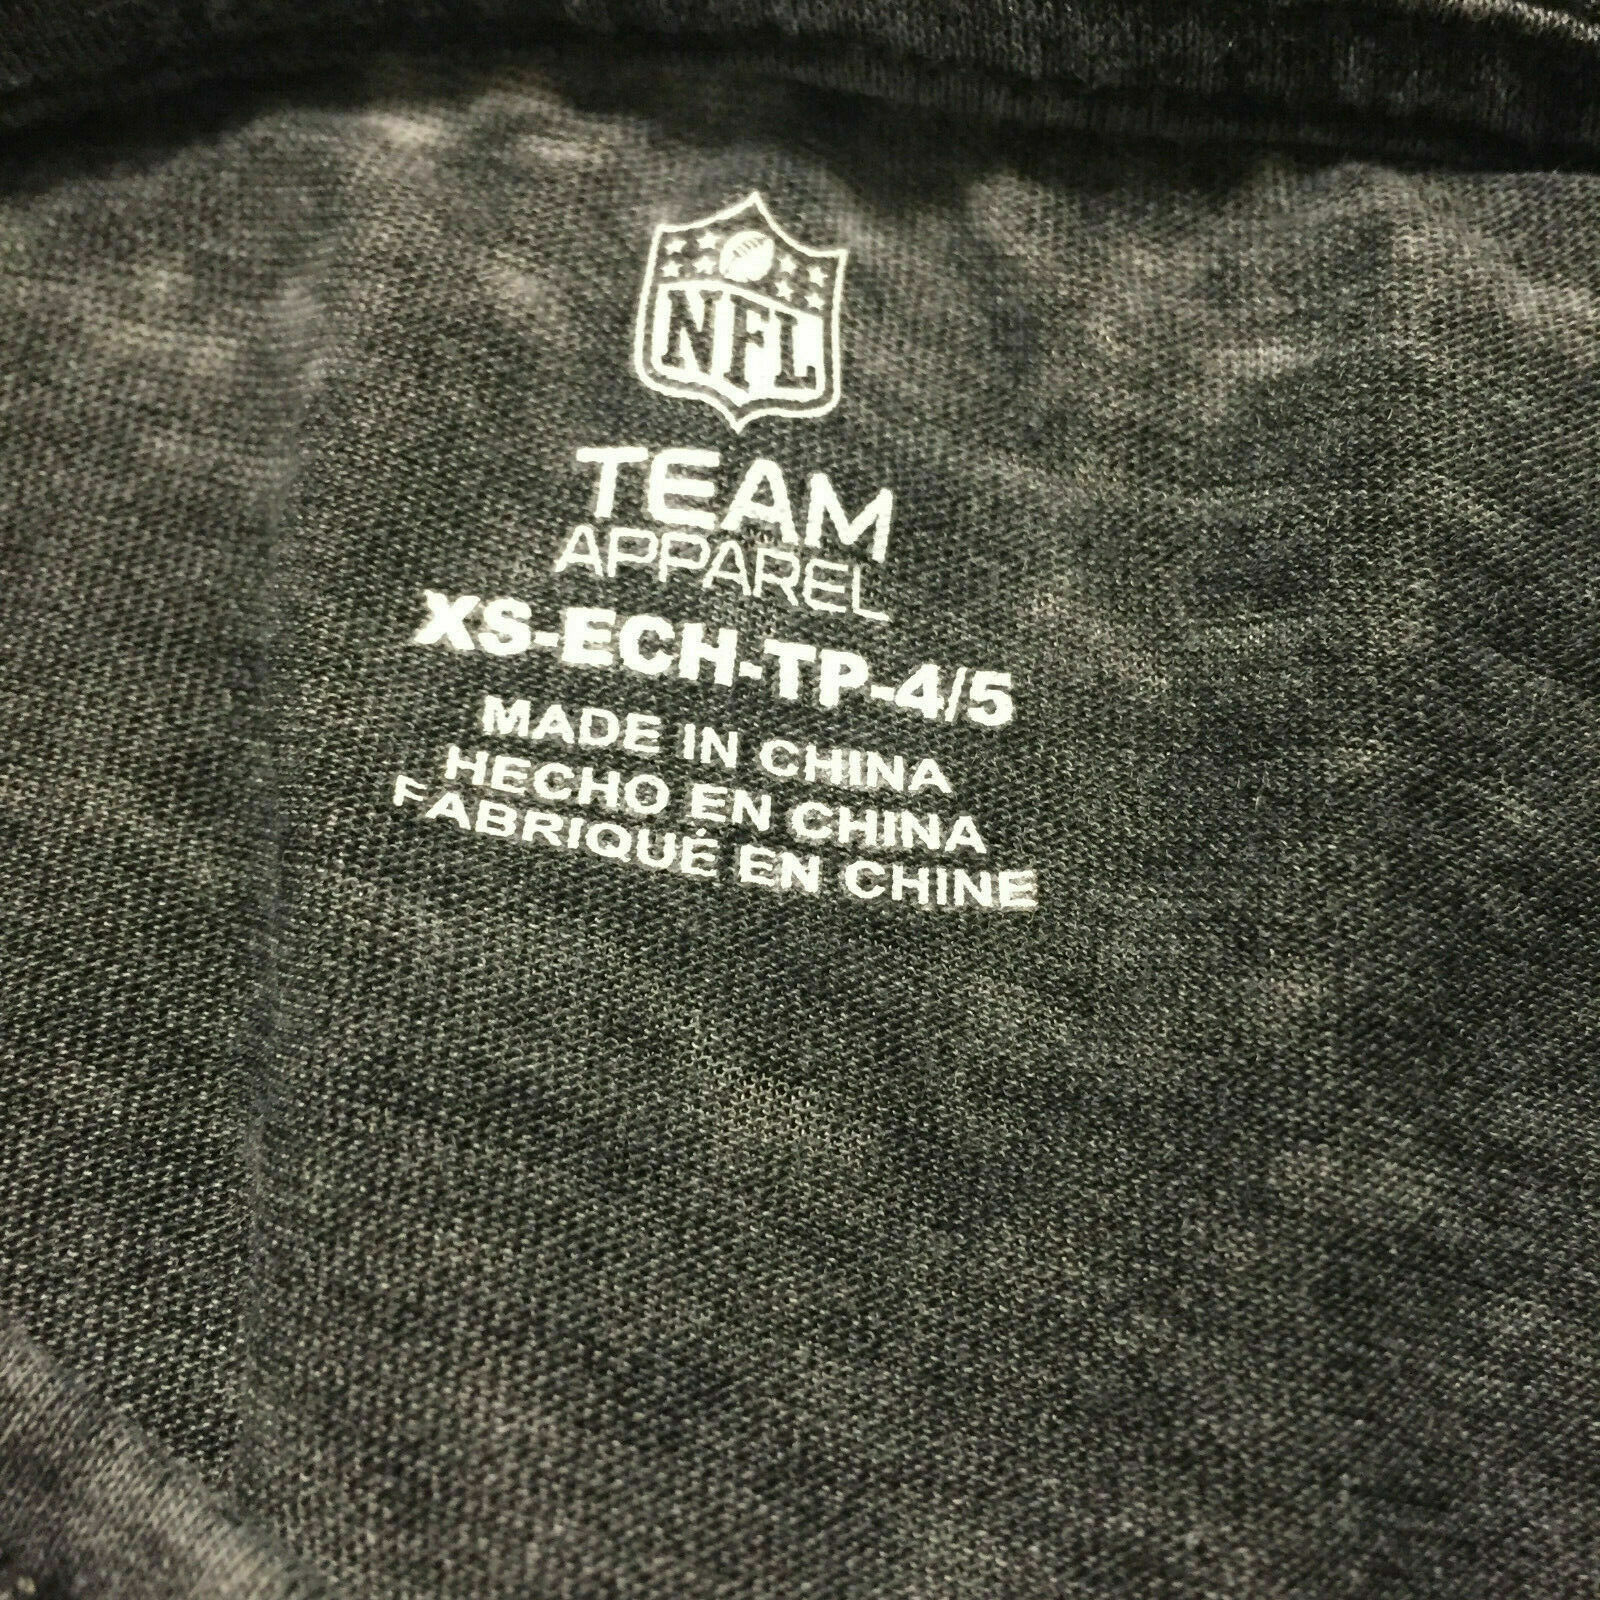 NFL
TEAM
APPAREL
XS-ECH-TP-4/5
MADE IN CHINA
HECHO EN CHINA
FABRIQUÉ EN CHINE